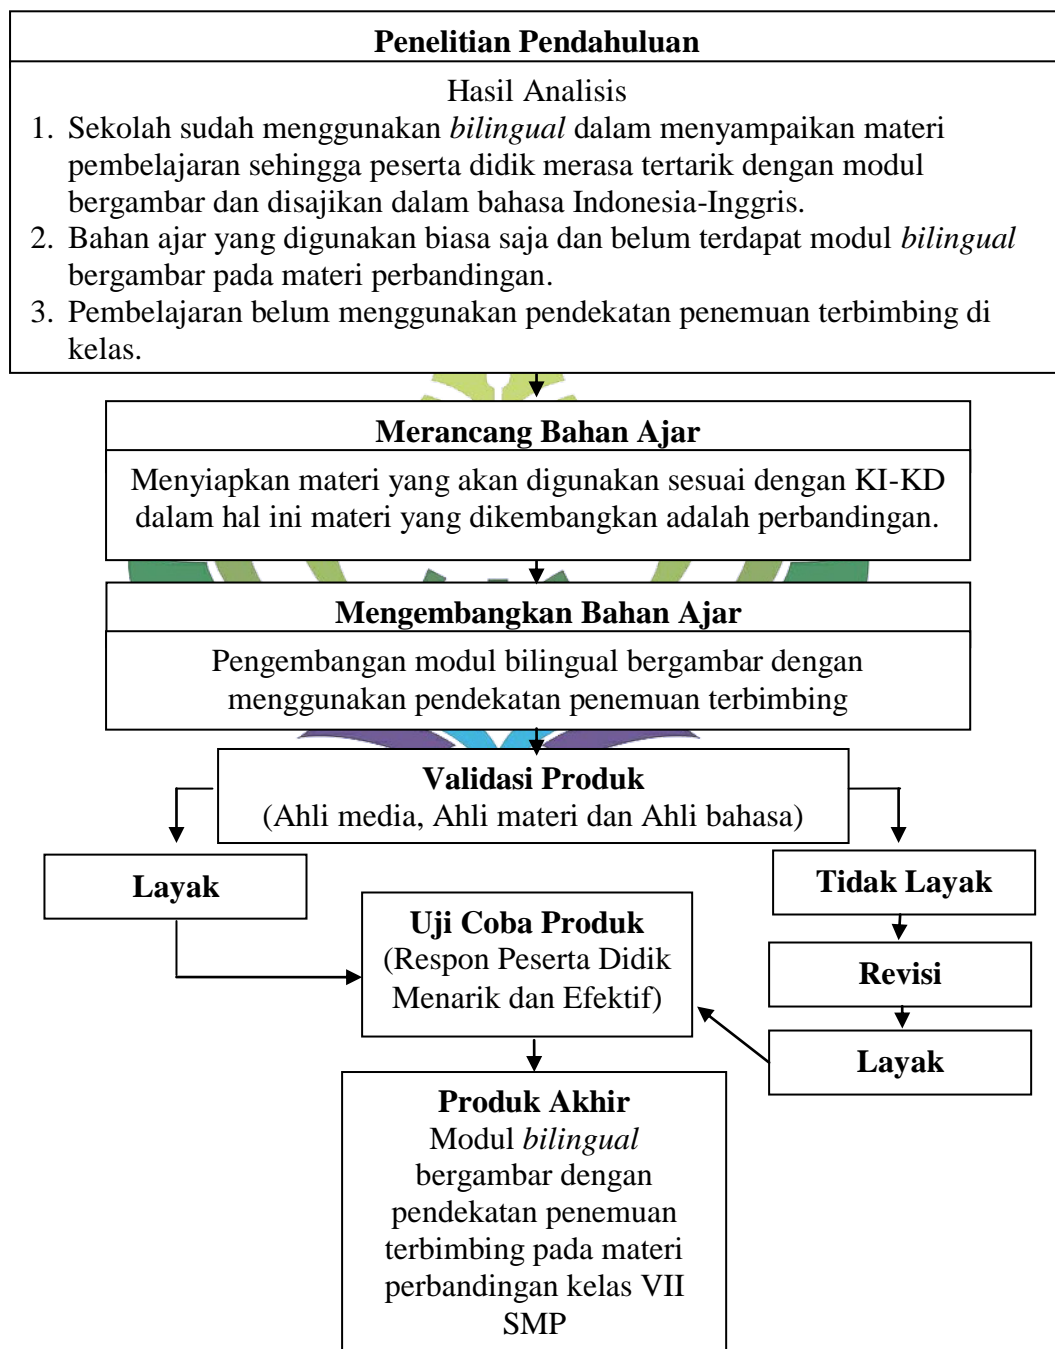 Penelitian Pendahuluan
Hasil Analisis
1. Sekolah sudah menggunakan bilingual dalam menyampaikan materi
pembelajaran sehingga peserta didik merasa tertarik dengan modul
bergambar dan disajikan dalam bahasa Indonesia-Inggris.
2. Bahan ajar yang digunakan biasa saja dan belum terdapat modul bilingual
bergambar pada materi perbandingan.
3. Pembelajaran belum menggunakan pendekatan penemuan terbimbing di
kelas.
Merancang Bahan Ajar
Menyiapkan materi yang akan digunakan sesuai dengan KI-KD
dalam hal ini materi yang dikembangkan adalah perbandingan.
Mengembangkan Bahan Ajar
Pengembangan modul bilingual bergambar dengan
menggunakan pendekatan penemuan terbimbing
Validasi Produk
(Ahli media, Ahli materi dan Ahli bahasa)
Layak
Tidak Layak
Revisi
Layak
Uji Coba Produk
(Respon Peserta Didik
Menarik dan Efektif)
Produk Akhir
Modul bilingual
bergambar dengan
pendekatan penemuan
terbimbing pada materi
perbandingan kelas VII
SMP